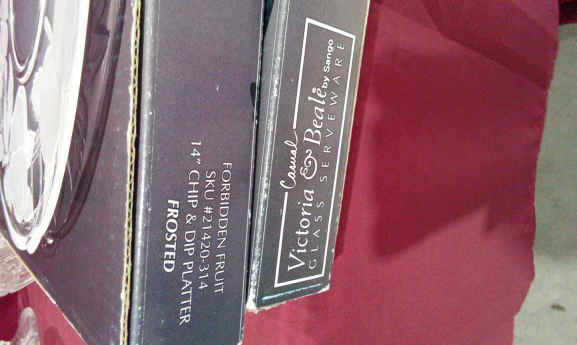 FORBIDDEN FRUIT
SKU #21420-314
14" CHIP & DIP PLATTER
FROSTED
Casual
Victoria & Beale by Sango
GLASS SERVEWARE